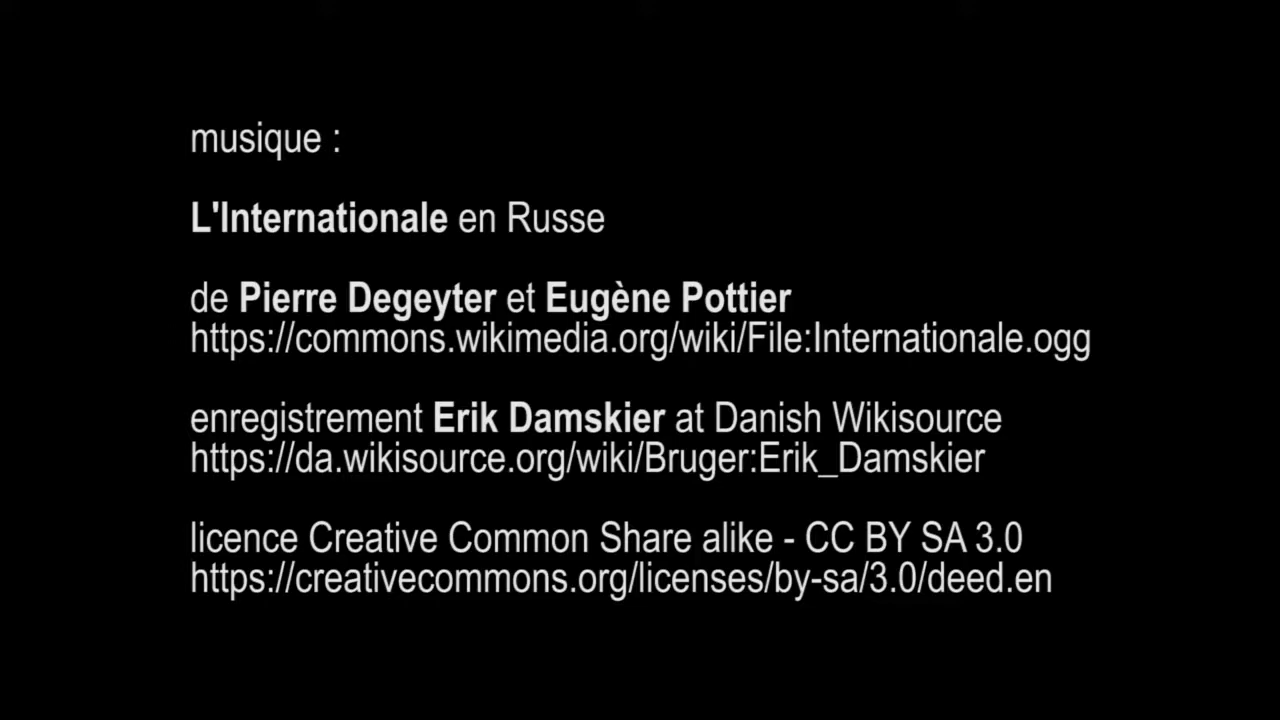 musique :
L'Internationale en Russe
de Pierre Degeyter et Eugène Pottier
https://commons.wikimedia.org/wiki/File:Internationale.ogg
enregistrement Erik Damskier at Danish Wikisource
https://da.wikisource.org/wiki/Bruger:Erik_Damskier
licence Creative Common Share alike - CC BY SA 3.0
https://creativecommons.org/licenses/by-sa/3.0/deed.en